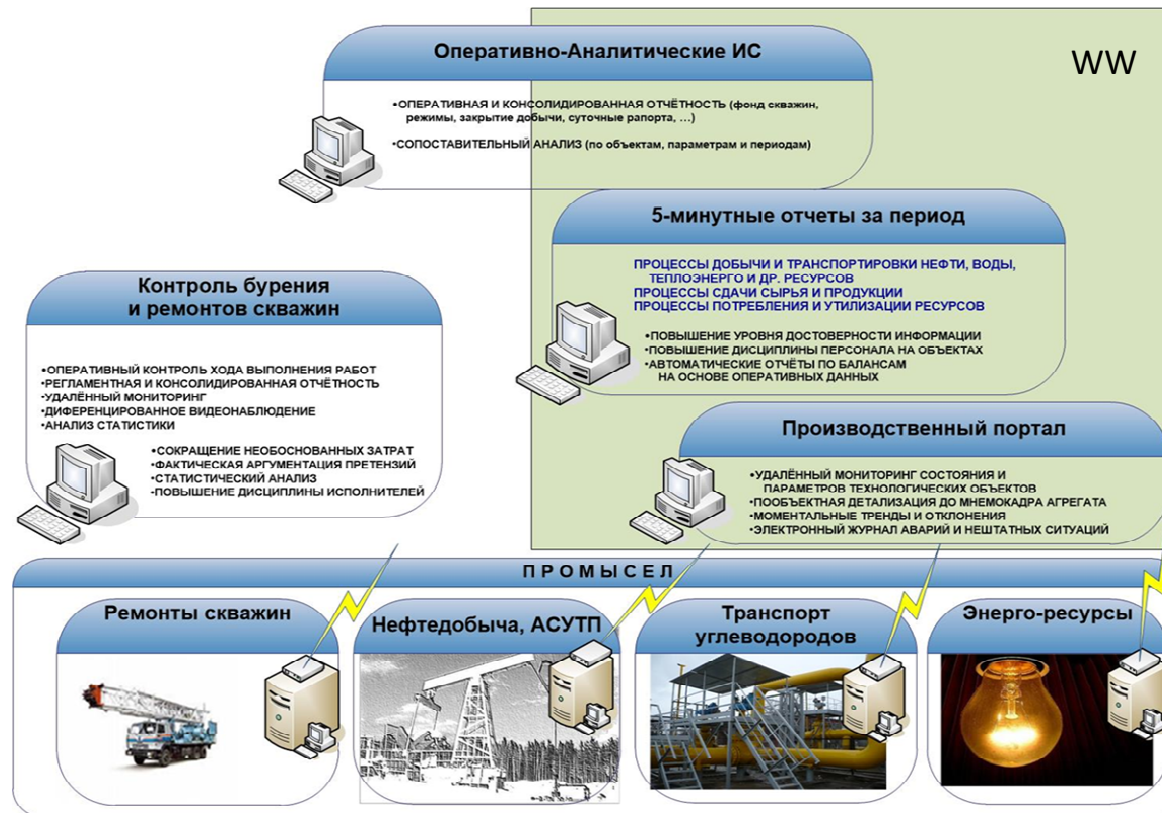 Оперативно-Аналитические ИС
WW
•ОПЕРАТИВНАЯ И КОНСОЛИДИРОВАННАЯ ОТЧЁТНОСТЬ (фонд скважин,
режимы, закрытие добычи, суточные рапорта, ...)
•СОПОСТАВИТЕЛЬНЫЙ АНАЛИЗ (по объектам, параметрам и периодам)
5-минутные отчеты за период
ПРОЦЕССЫ ДОБЫЧИ И ТРАНСПОРТИРОВКИ НЕФТИ, ВОДЫ,
ТЕПЛОЭНЕРГО И ДР. РЕСУРСОВ
ПРОЦЕССЫ СДАЧИ СЫРЬЯ И ПРОДУКЦИИ
ПРОЦЕССЫ ПОТРЕБЛЕНИЯ И УТИЛИЗАЦИИ РЕСУРСОВ
•ПОВЫШЕНИЕ УРОВНЯ ДОСТОВЕРНОСТИ ИНФОРМАЦИИ
•ПОВЫШЕНИЕ ДИСЦИПЛИНЫ ПЕРСОНАЛА НА ОБЪЕКТАХ
•АВТОМАТИЧЕСКИЕ ОТЧЁТЫ ПО БАЛАНСАМ
НА ОСНОВЕ ОПЕРАТИВНЫХ ДАННЫХ
Контроль бурения
и ремонтов скважин
•ОПЕРАТИВНЫЙ КОНТРОЛЬ ХОДА ВЫПОЛНЕНИЯ РАБОТ
•РЕГЛАМЕНТНАЯ И КОНСОЛИДИРОВАННАЯ ОТЧЁТНОСТЬ
•УДАЛЁННЫЙ МОНИТОРИНГ
•ДИФЕРЕНЦИРОВАННОЕ ВИДЕОНАБЛЮДЕНИЕ
•АНАЛИЗ СТАТИСТИКИ
•СОКРАЩЕНИЕ НЕОБОСНОВАННЫХ ЗАТРАТ
•ФАКТИЧЕСКАЯ АРГУМЕНТАЦИЯ ПРЕТЕНЗИЙ
•СТАТИСТИЧЕСКИЙ АНАЛИЗ
-ПОВЫШЕНИЕ ДИСЦИПЛИНЫ ИСПОЛНИТЕЛЕЙ
Производственный портал
•УДАЛЁННЫЙ МОНИТОРИНГ СОСТОЯНИЯ И
ПАРАМЕТРОВ ТЕХНОЛОГИЧЕСКИХ ОБЪЕКТОВ
•ПООБЪЕКТНАЯ ДЕТАЛИЗАЦИЯ ДО МНЕМОКАДРА АГРЕГАТА
•МОМЕНТАЛЬНЫЕ ТРЕНДЫ И ОТКЛОНЕНИЯ
•ЭЛЕКТРОННЫЙ ЖУРНАЛ АВАРИЙ И НЕШТАТНЫХ СИТУАЦИЙ
П Р О М Ы С Е Л
Ремонты скважин
Нефтедобыча, АСУТП
Транспорт
углеводородов
Энерго-ресурсы